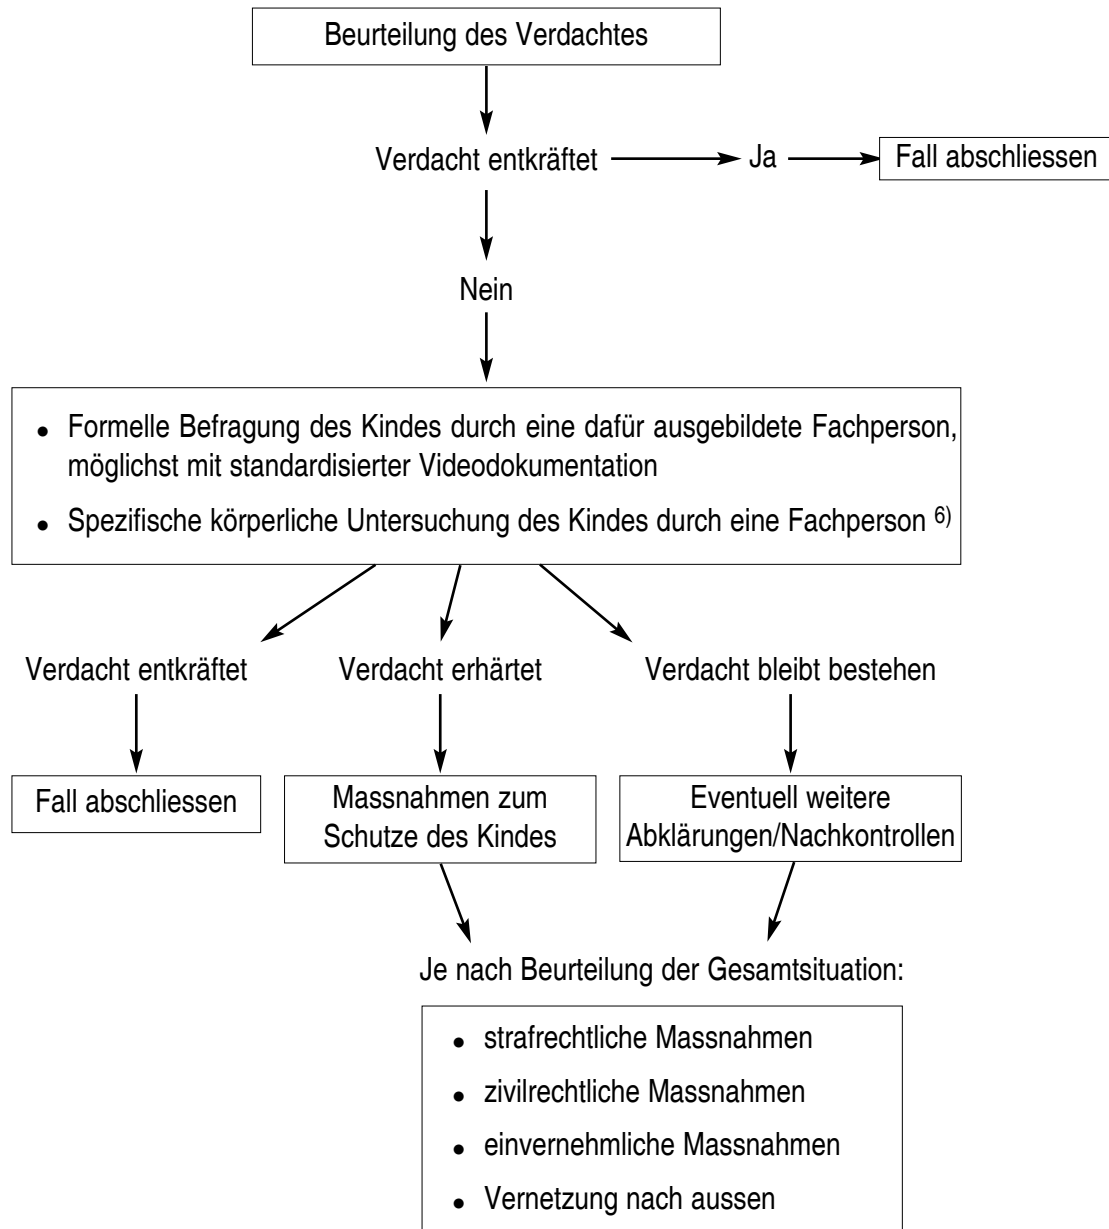 Beurteilung des Verdachtes
Verdacht entkräftet
Ja
Fall abschliessen
Nein
• Formelle Befragung des Kindes durch eine dafür ausgebildete Fachperson,
möglichst mit standardisierter Videodokumentation
• Spezifische körperliche Untersuchung des Kindes durch eine Fachperson 6)
Verdacht entkräftet
Verdacht erhärtet
Verdacht bleibt bestehen
Fall abschliessen
Massnahmen zum
Schutze des Kindes
Eventuell weitere
Abklärungen/Nachkontrollen
Je nach Beurteilung der Gesamtsituation:
• strafrechtliche Massnahmen
• zivilrechtliche Massnahmen
• einvernehmliche Massnahmen
• Vernetzung nach aussen